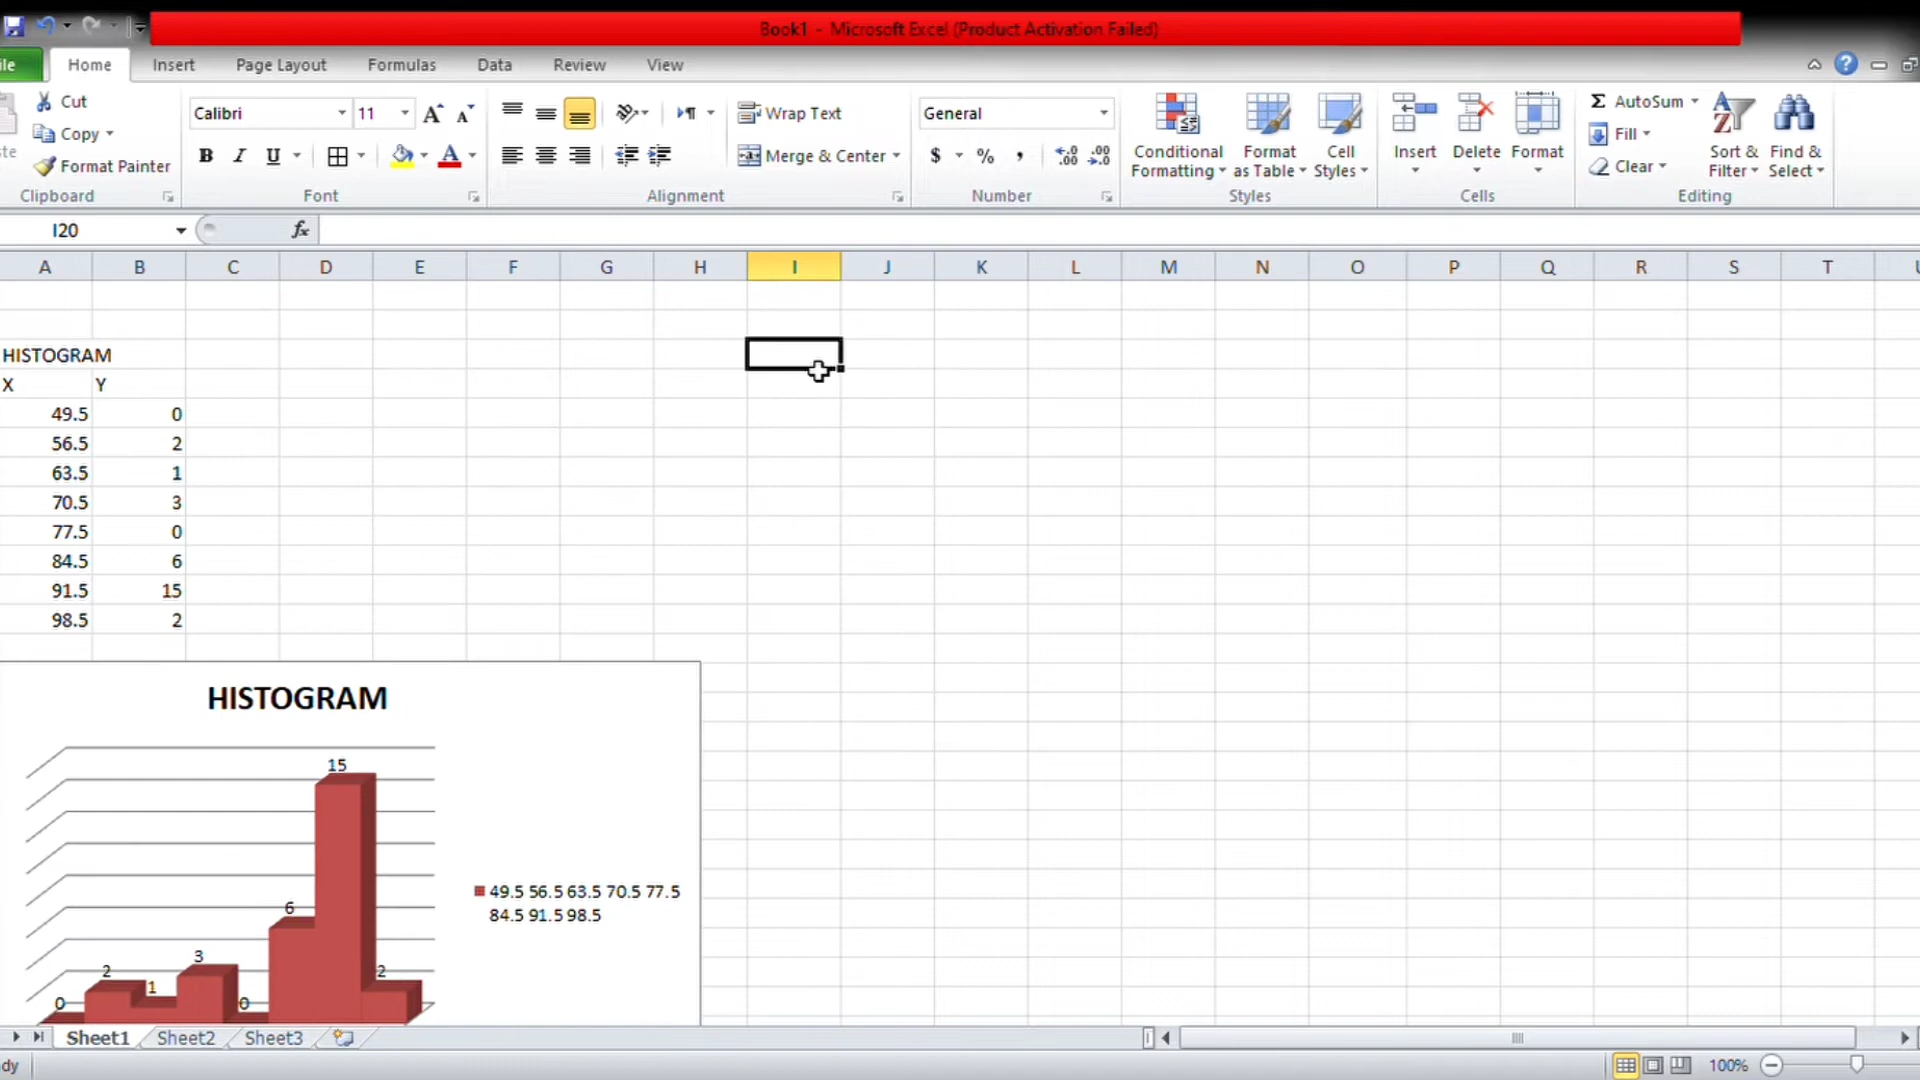 Book1 - Microsoft Excel (Product Activation Failed)
ile Home Insert Page Layout Formulas Data Review View
Cut
Copy
Format Painter
Clipboard
Calibri 11
B I U
Font
Wrap Text
Merge & Center
Alignment
General
$ % ,
Number
Conditional Formatting
Format as Table
Cell Styles
Styles
Insert
Delete
Format
Cells
Σ AutoSum
Fill
Clear
Sort & Filter
Find & Select
Editing
I20 fx
A B C D E F G H I J K L M N O P Q R S T
HISTOGRAM
X Y
49.5 0
56.5 2
63.5 1
70.5 3
77.5 0
84.5 6
91.5 15
98.5 2
HISTOGRAM
0 2 1 3 0 6 15 2
49.5 56.5 63.5 70.5 77.5
84.5 91.5 98.5
Sheet1 Sheet2 Sheet3
dy
100%